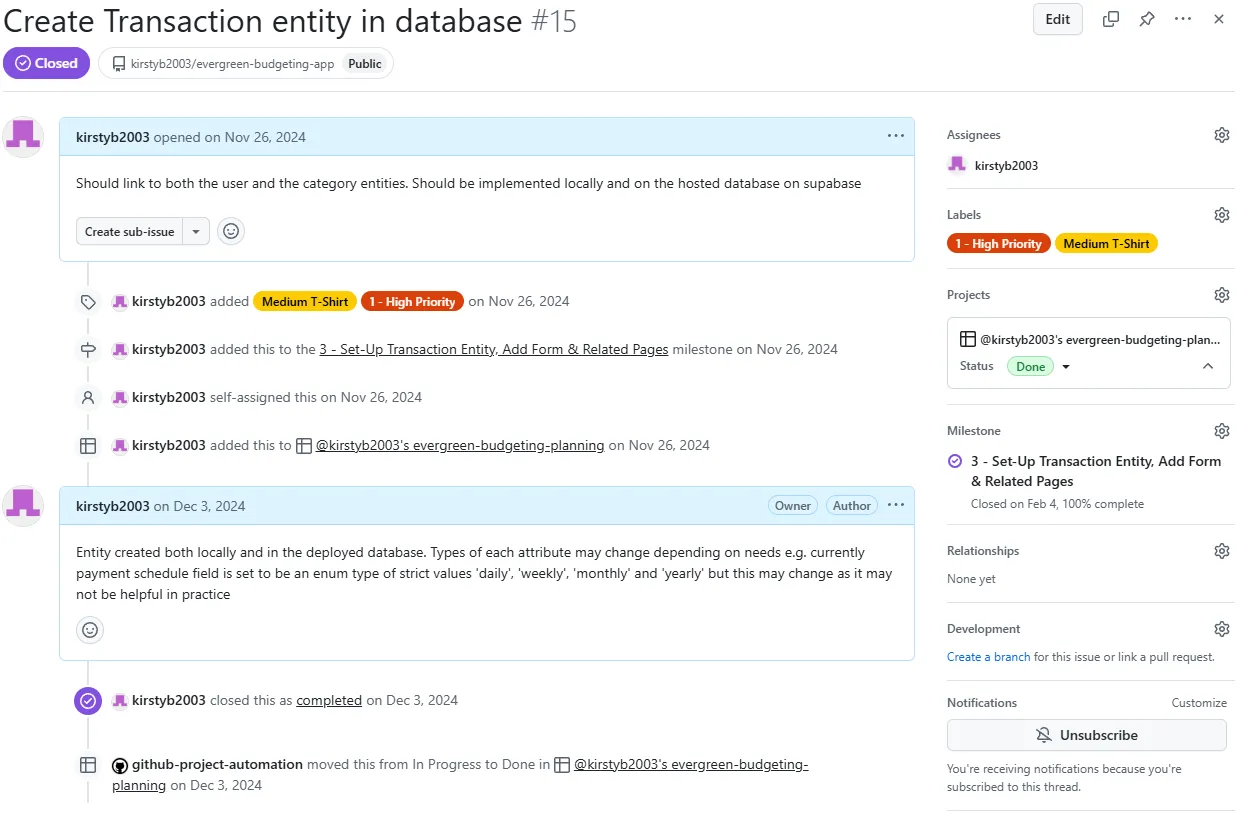 Create Transaction entity in database #15
Edit
Closed
kirstyb2003/evergreen-budgeting-app Public
kirstyb2003 opened on Nov 26, 2024
Should link to both the user and the category entities. Should be implemented locally and on the hosted database on supabase
Create sub-issue
kirstyb2003 added Medium T-Shirt 1 - High Priority on Nov 26, 2024
kirstyb2003 added this to the 3 - Set-Up Transaction Entity, Add Form & Related Pages milestone on Nov 26, 2024
kirstyb2003 self-assigned this on Nov 26, 2024
kirstyb2003 added this to @kirstyb2003's evergreen-budgeting-planning on Nov 26, 2024
kirstyb2003 on Dec 3, 2024
Owner Author
Entity created both locally and in the deployed database. Types of each attribute may change depending on needs e.g. currently
payment schedule field is set to be an enum type of strict values 'daily', 'weekly', 'monthly' and 'yearly' but this may change as it may
not be helpful in practice
kirstyb2003 closed this as completed on Dec 3, 2024
github-project-automation moved this from In Progress to Done in @kirstyb2003's evergreen-budgeting-
planning on Dec 3, 2024
Assignees
kirstyb2003
Labels
1 - High Priority Medium T-Shirt
Projects
@kirstyb2003's evergreen-budgeting-plan...
Status Done
Milestone
3 - Set-Up Transaction Entity, Add Form
& Related Pages
Closed on Feb 4, 100% complete
Relationships
None yet
Development
Create a branch for this issue or link a pull request.
Notifications
Customize
Unsubscribe
You're receiving notifications because you're
subscribed to this thread.